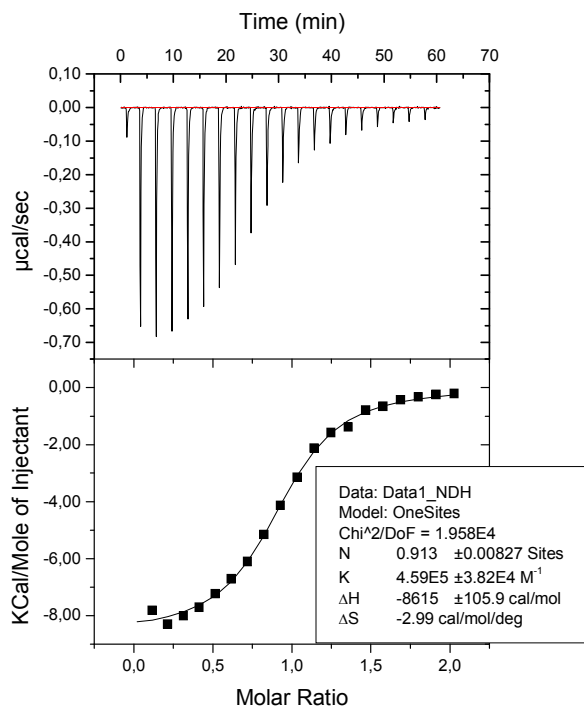 Time (min)
0 10 20 30 40 50 60 70
0,10
0,00
-0,10
-0,20
-0,30
-0,40
-0,50
-0,60
-0,70
µcal/sec
0,00
-2,00
-4,00
-6,00
-8,00
KCal/Mole of Injectant
Data: Data1_NDH
Model: OneSites
Chi^2/DoF = 1.958E4
N 0.913 ±0.00827 Sites
K 4.59E5 ±3.82E4 M⁻¹
ΔH -8615 ±105.9 cal/mol
ΔS -2.99 cal/mol/deg
0,0 0,5 1,0 1,5 2,0
Molar Ratio